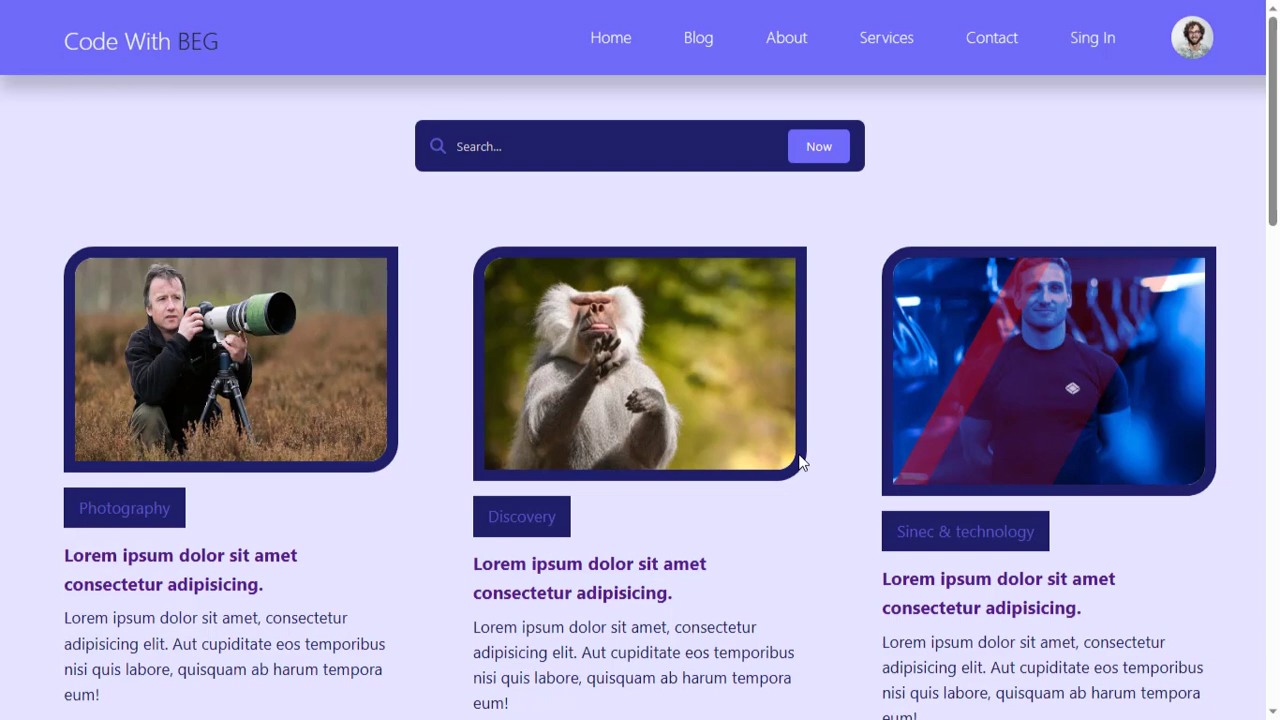 Code With BEG
Home Blog About Services Contact Sing In
Search... Now
Photography
Lorem ipsum dolor sit amet
consectetur adipisicing.
Lorem ipsum dolor sit amet, consectetur
adipisicing elit. Aut cupiditate eos temporibus
nisi quis labore, quisquam ab harum tempora
eum!
Discovery
Lorem ipsum dolor sit amet
consectetur adipisicing.
Lorem ipsum dolor sit amet, consectetur
adipisicing elit. Aut cupiditate eos temporibus
nisi quis labore, quisquam ab harum tempora
eum!
Sinec & technology
Lorem ipsum dolor sit amet
consectetur adipisicing.
Lorem ipsum dolor sit amet, consectetur
adipisicing elit. Aut cupiditate eos temporibus
nisi quis labore, quisquam ab harum tempora
eum!